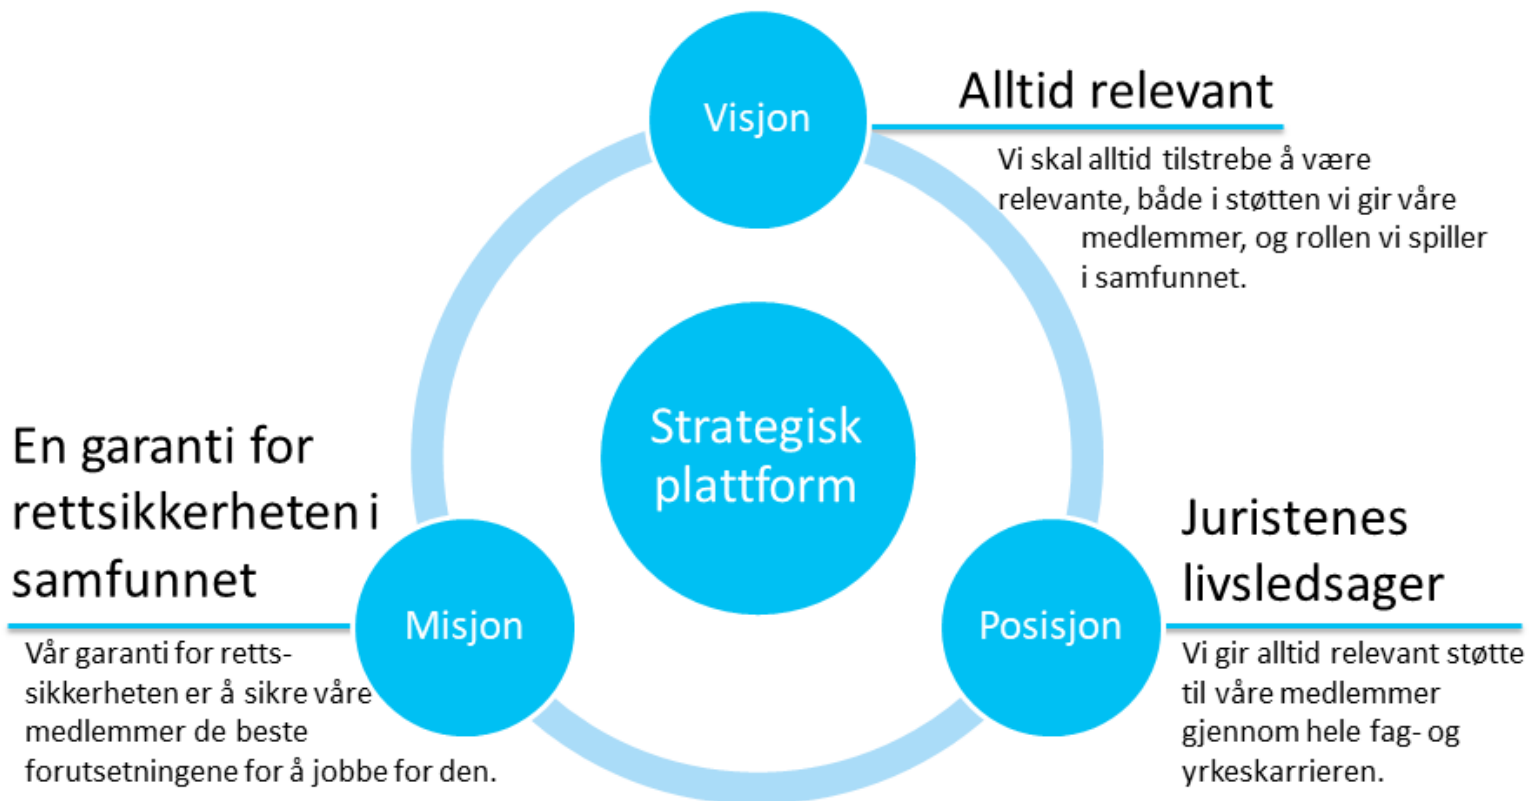 Visjon
Alltid relevant
Vi skal alltid tilstrebe å være
relevante, både i støtten vi gir våre
medlemmer, og rollen vi spiller
i samfunnet.
Strategisk
plattform
En garanti for
rettsikkerheten i
samfunnet
Misjon
Vår garanti for retts-
sikkerheten er å sikre våre
medlemmer de beste
forutsetningene for å jobbe for den.
Posisjon
Juristenes
livsledsager
Vi gir alltid relevant støtte
til våre medlemmer
gjennom hele fag- og
yrkeskarrieren.